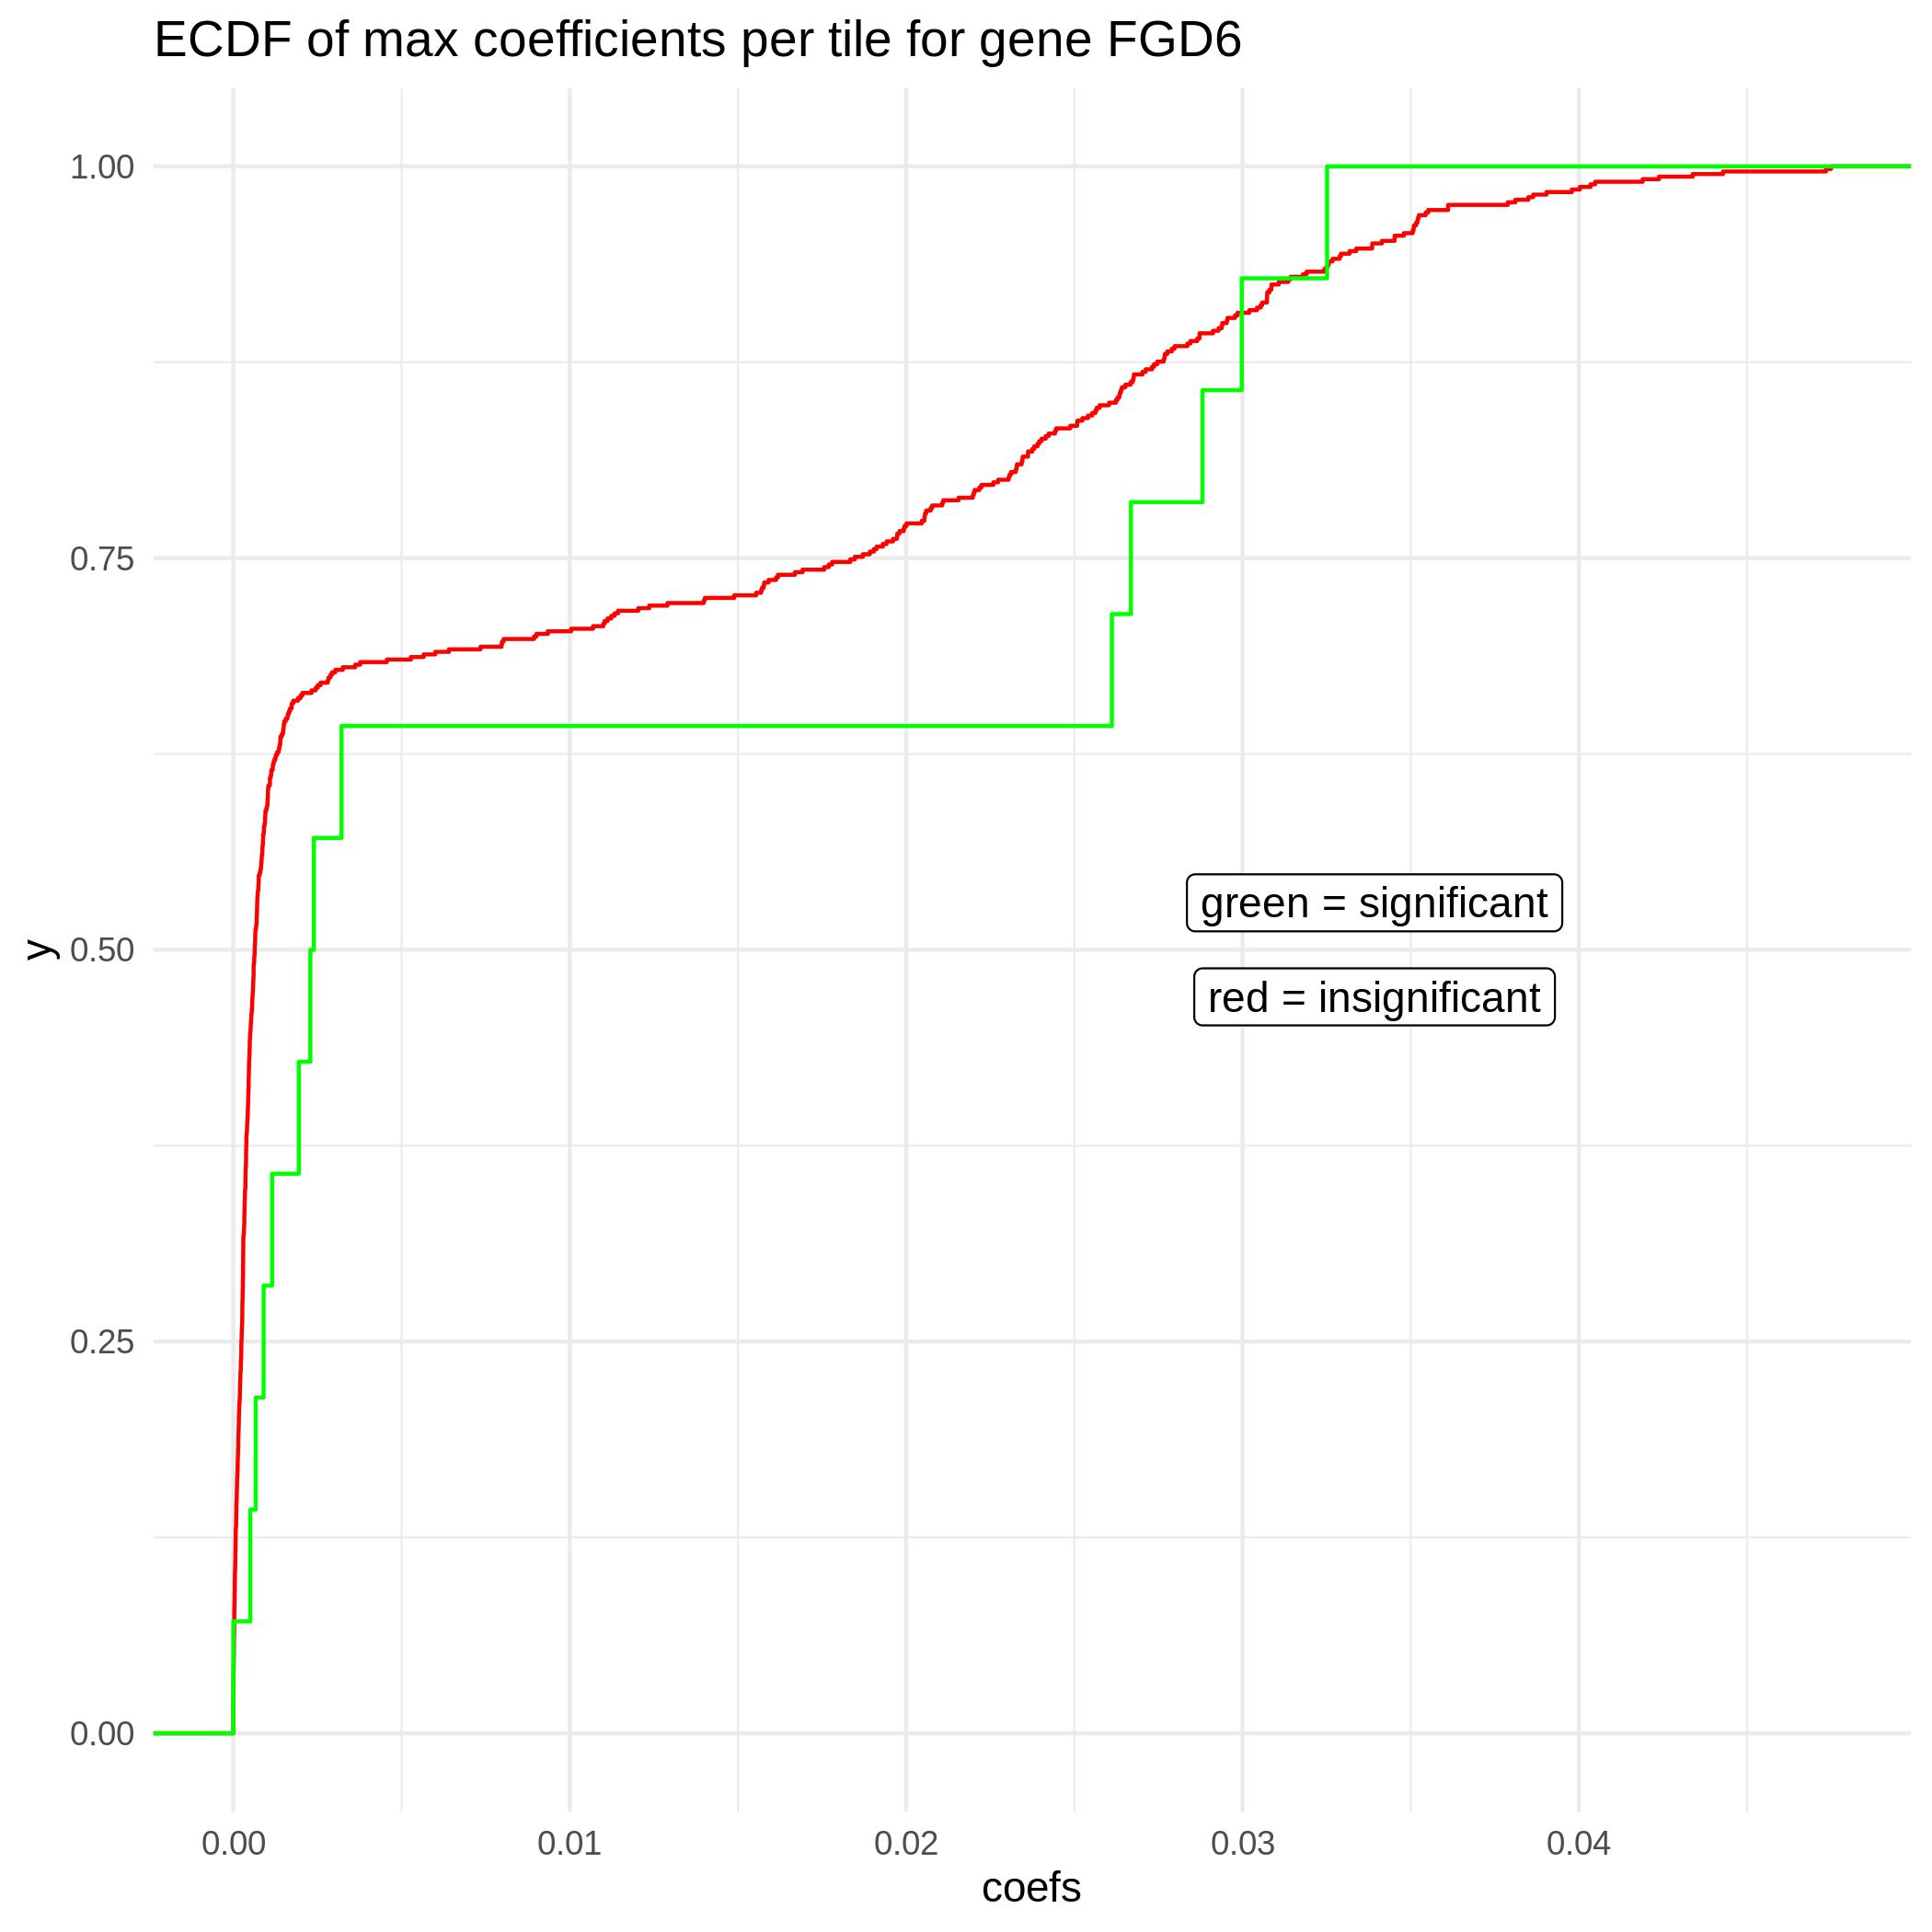 ECDF of max coefficients per tile for gene FGD6
1.00
0.75
0.50
0.25
0.00
y
green = significant
red = insignificant
0.00 0.01 0.02 0.03 0.04
coefs